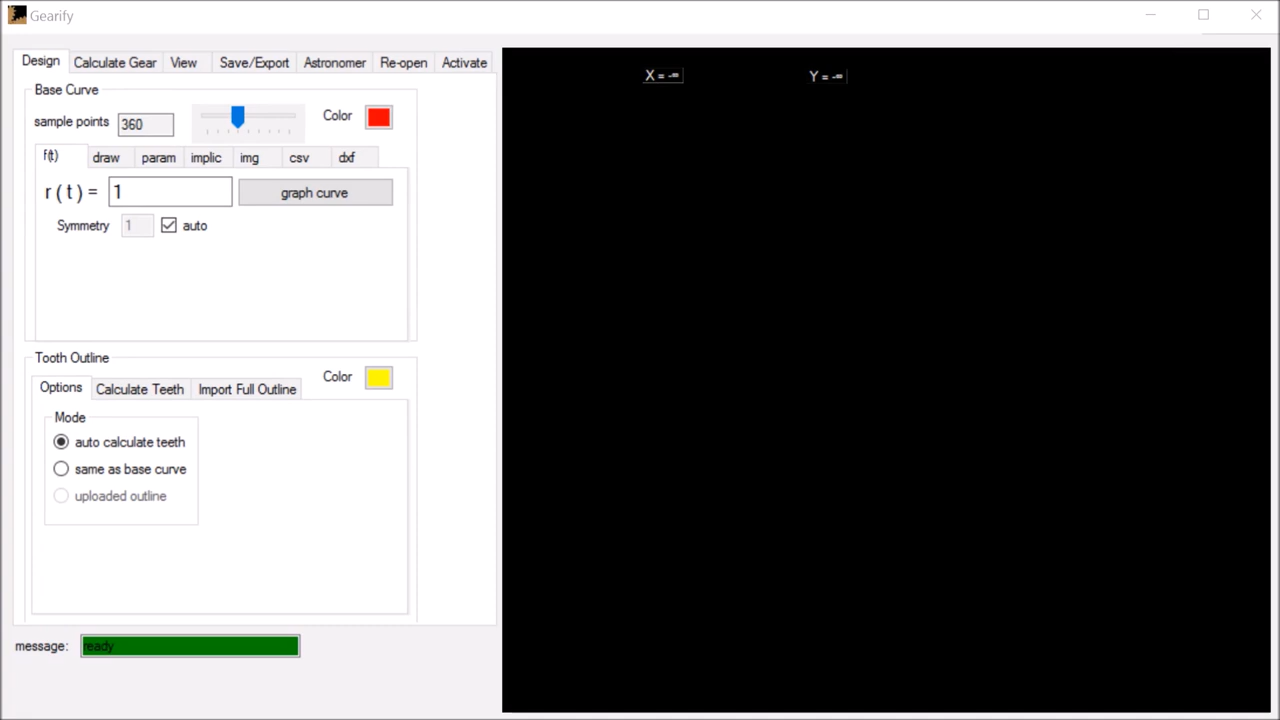 Gearify
Design Calculate Gear View Save/Export Astronomer Re-open Activate
X = -∞ Y = -∞
Base Curve
sample points 360 Color
f(t) draw param implic img csv dxf
r ( t ) = 1 graph curve
Symmetry 1 auto
Tooth Outline
Options Calculate Teeth Import Full Outline Color
Mode
auto calculate teeth
same as base curve
uploaded outline
message: ready